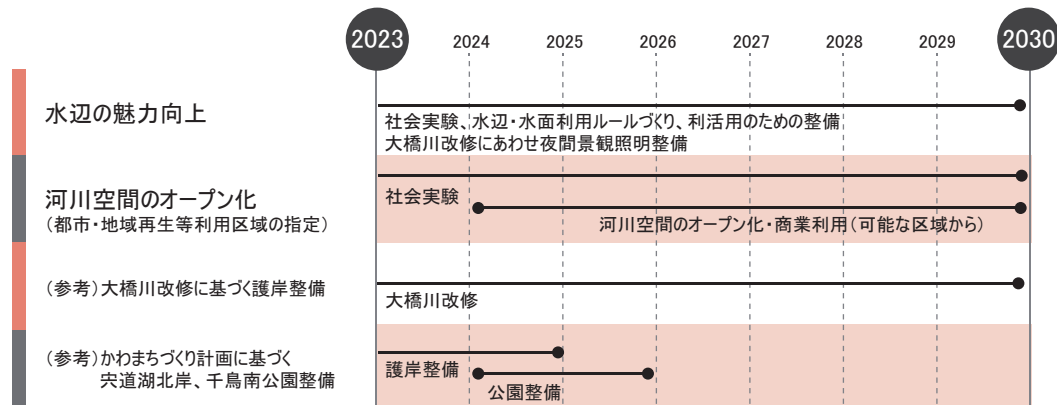 2023
2024
2025
2026
2027
2028
2029
2030
水辺の魅力向上
社会実験、水辺・水面利用ルールづくり、利活用のための整備
大橋川改修にあわせ夜間景観照明整備
河川空間のオープン化
（都市・地域再生等利用区域の指定）
社会実験
河川空間のオープン化・商業利用（可能な区域から）
（参考）大橋川改修に基づく護岸整備
大橋川改修
（参考）かわまちづくり計画に基づく
宍道湖北岸、千鳥南公園整備
護岸整備
公園整備